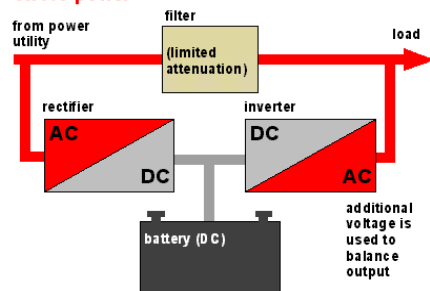 filter
from power
utility
load
(limited
attenuation)
rectifier
inverter
AC
DC
DC
AC
battery (DC)
additional
voltage is
used to
balance
output